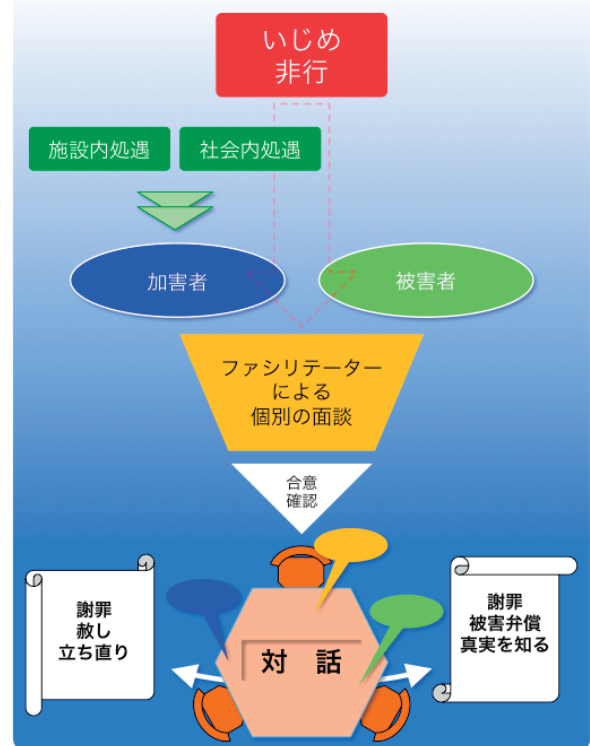 いじめ
非行
施設内処遇
社会内処遇
加害者
被害者
ファシリテーター
による
個別の面談
合意
確認
謝罪
赦し
立ち直り
対 話
謝罪
被害弁償
真実を知る